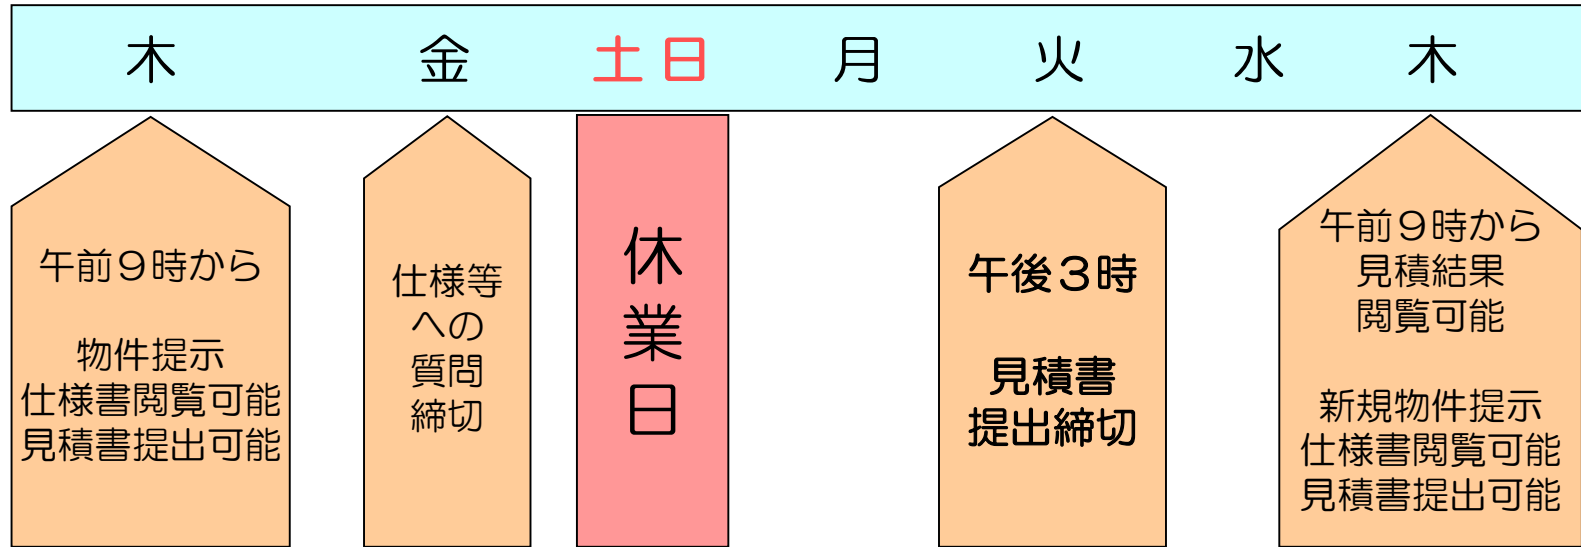 木 金 土 日 月 火 水 木
午前９時から
物件提示
仕様書閲覧可能
見積書提出可能
仕様等
への
質問
締切
休
業
日
午後３時
見積書
提出締切
午前９時から
見積結果
閲覧可能
新規物件提示
仕様書閲覧可能
見積書提出可能